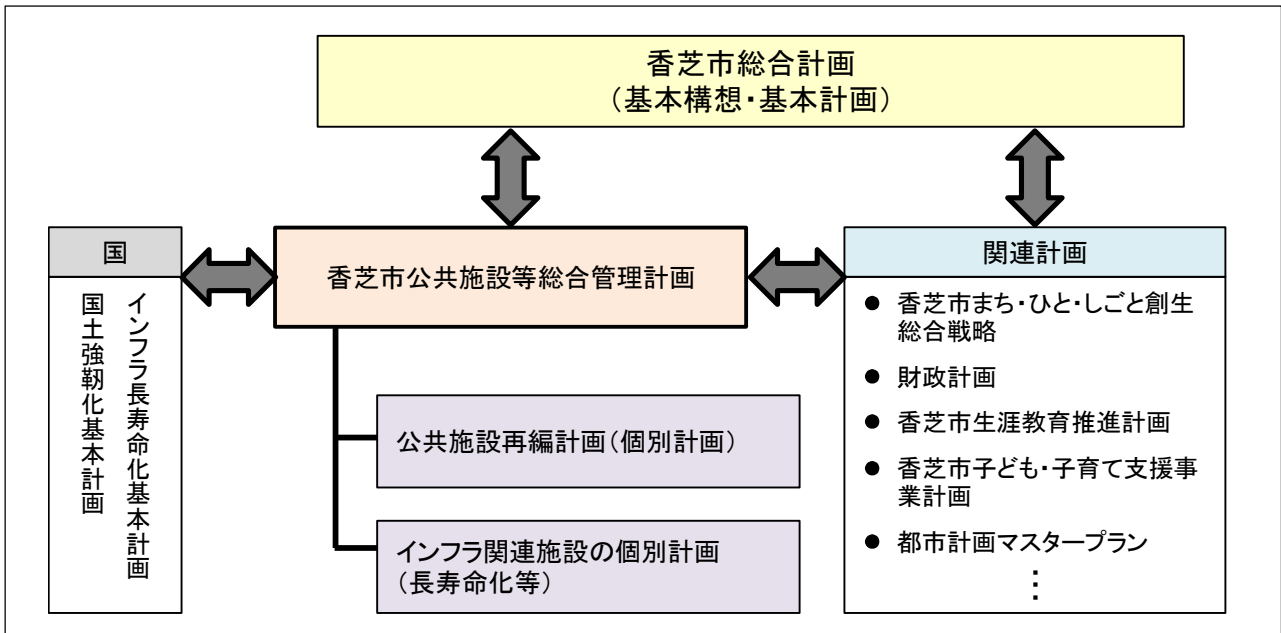 香芝市総合計画
（基本構想・基本計画）
国
インフラ長寿命化基本計画
国土強靭化基本計画
香芝市公共施設等総合管理計画
公共施設再編計画（個別計画）
インフラ関連施設の個別計画
（長寿命化等）
関連計画
● 香芝市まち・ひと・しごと創生
総合戦略
● 財政計画
● 香芝市生涯教育推進計画
● 香芝市子ども・子育て支援事
業計画
● 都市計画マスタープラン
⋮